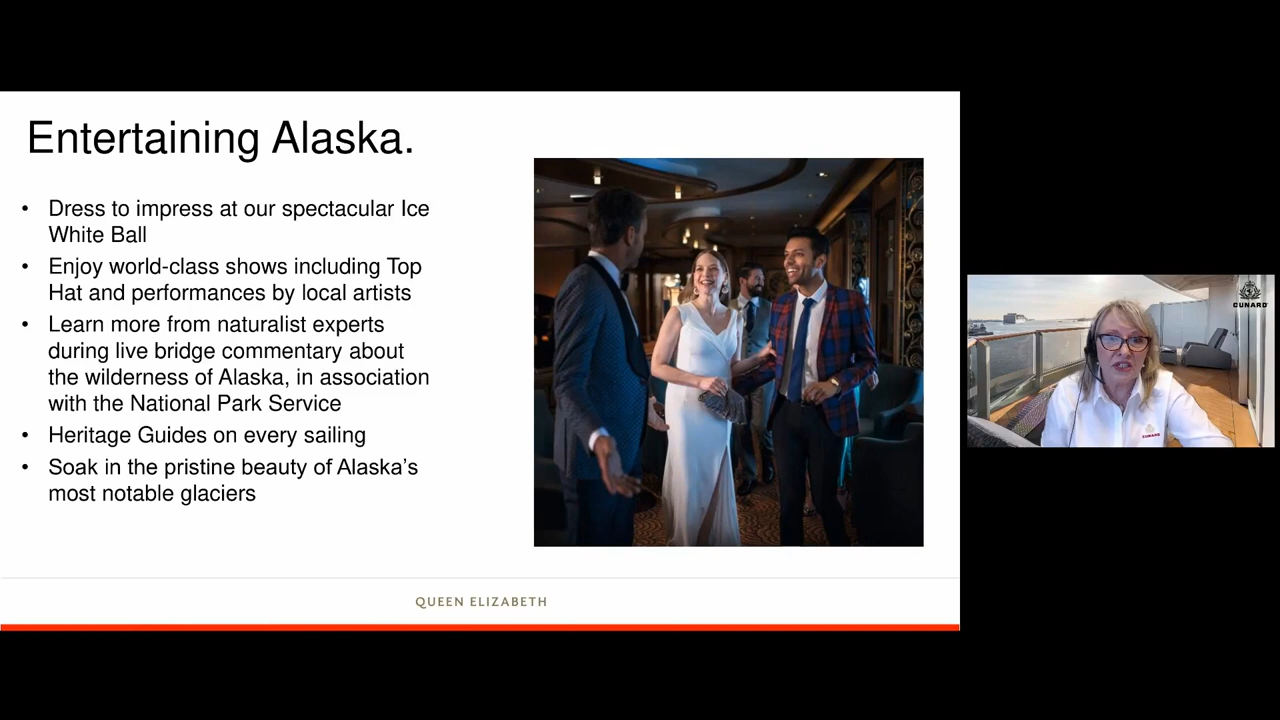 Entertaining Alaska.
• Dress to impress at our spectacular Ice
White Ball
• Enjoy world-class shows including Top
Hat and performances by local artists
• Learn more from naturalist experts
during live bridge commentary about
the wilderness of Alaska, in association
with the National Park Service
• Heritage Guides on every sailing
• Soak in the pristine beauty of Alaska’s
most notable glaciers
QUEEN ELIZABETH
CUNARD
CUNARD